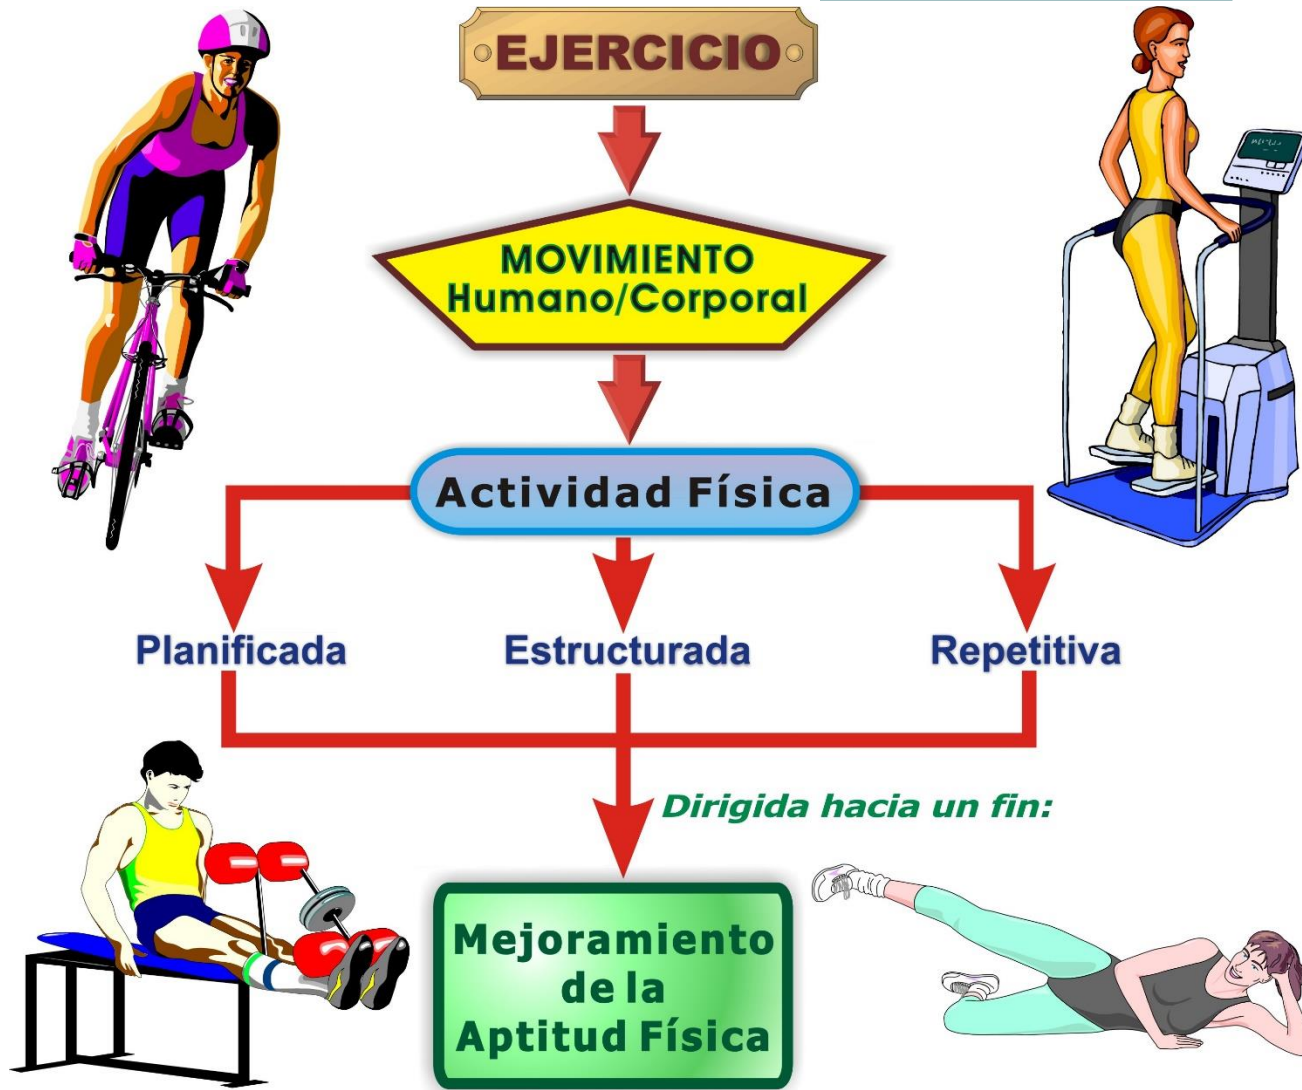 EJERCICIO
MOVIMIENTO
Humano/Corporal
Actividad Física
Planificada
Estructurada
Repetitiva
Dirigida hacia un fin:
Mejoramiento
de la
Aptitud Física